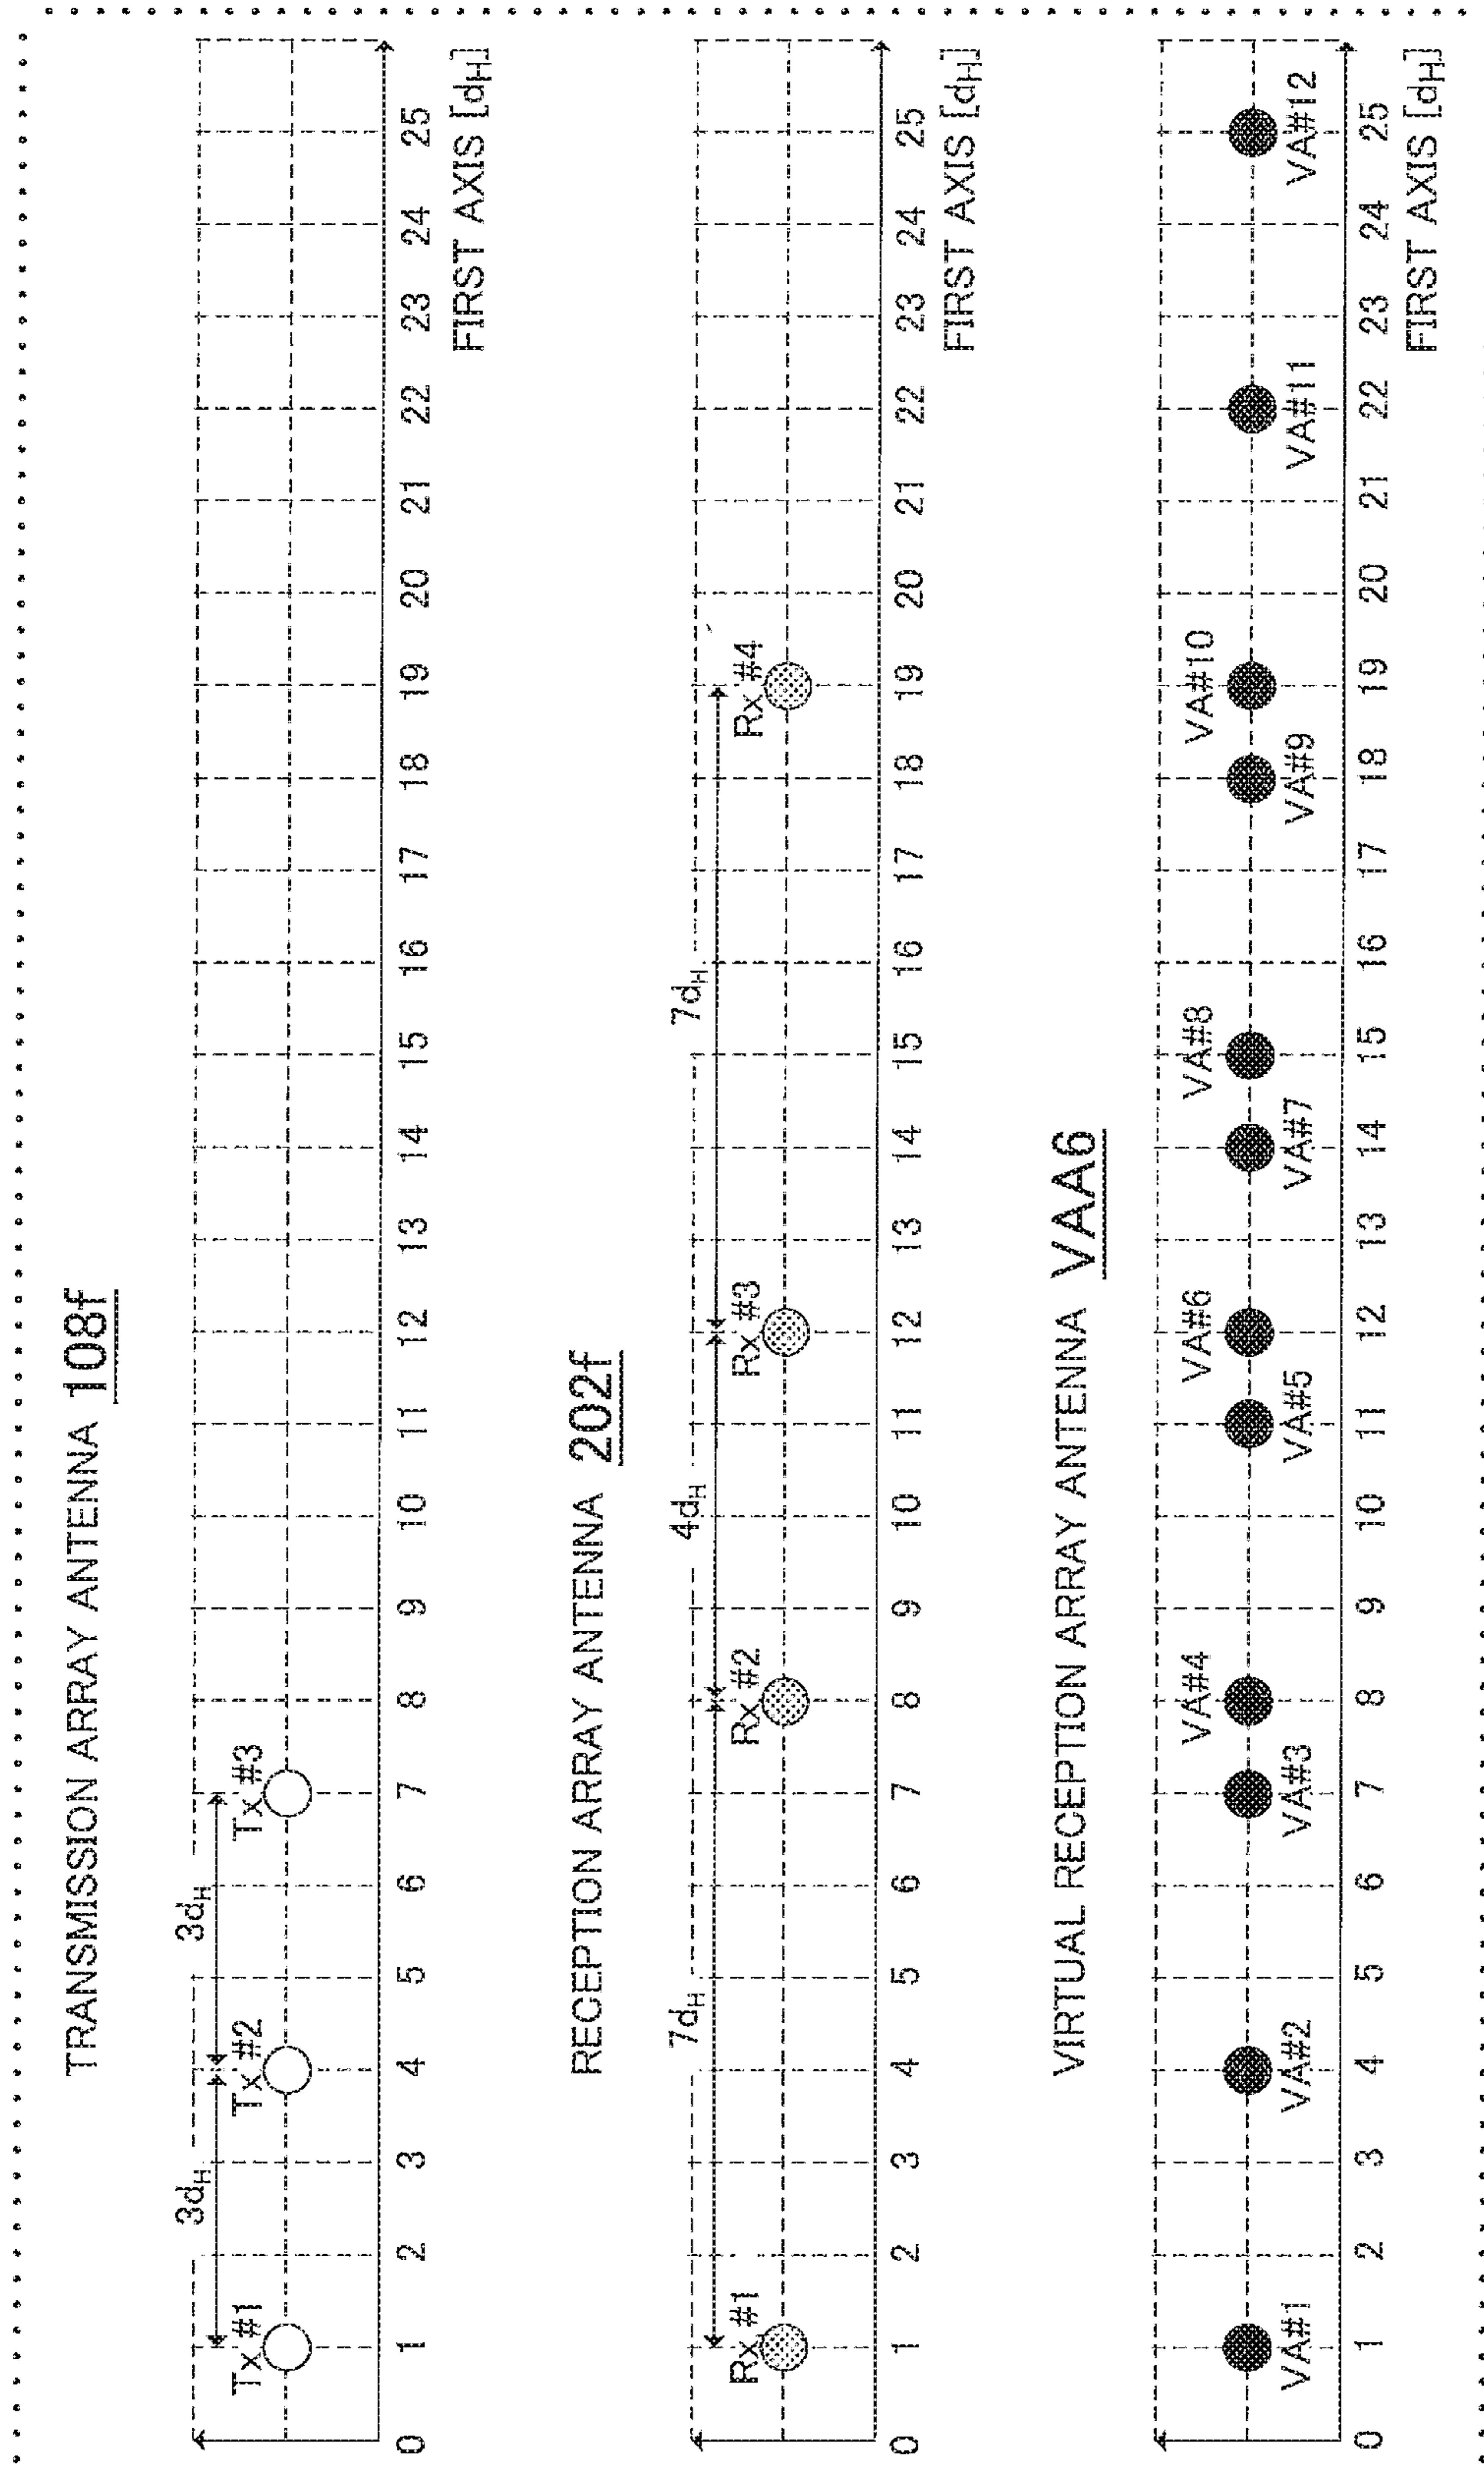 TRANSMISSION ARRAY ANTENNA 108f
3dH 3dH
Tx #1 Tx #2 Tx #3
0 1 2 3 4 5 6 7 8 9 10 11 12 13 14 15 16 17 18 19 20 21 22 23 24 25
FIRST AXIS [dH]
RECEPTION ARRAY ANTENNA 202f
7dH 4dH 7dH
Rx #1 Rx #2 Rx #3 Rx #4
0 1 2 3 4 5 6 7 8 9 10 11 12 13 14 15 16 17 18 19 20 21 22 23 24 25
FIRST AXIS [dH]
VIRTUAL RECEPTION ARRAY ANTENNA VAA6
VA#4 VA#6 VA#8 VA#10
VA#1 VA#2 VA#3 VA#5 VA#7 VA#9 VA#11 VA#12
0 1 2 3 4 5 6 7 8 9 10 11 12 13 14 15 16 17 18 19 20 21 22 23 24 25
FIRST AXIS [dH]